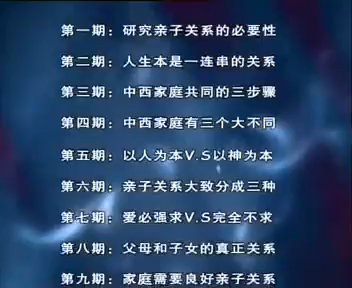 第一期：研究亲子关系的必要性
第二期：人生本是一连串的关系
第三期：中西家庭共同的三步骤
第四期：中西家庭有三个大不同
第五期：以人为本V.S以神为本
第六期：亲子关系大致分成三种
第七期：爱必强求V.S完全不求
第八期：父母和子女的真正关系
第九期：家庭需要良好亲子关系